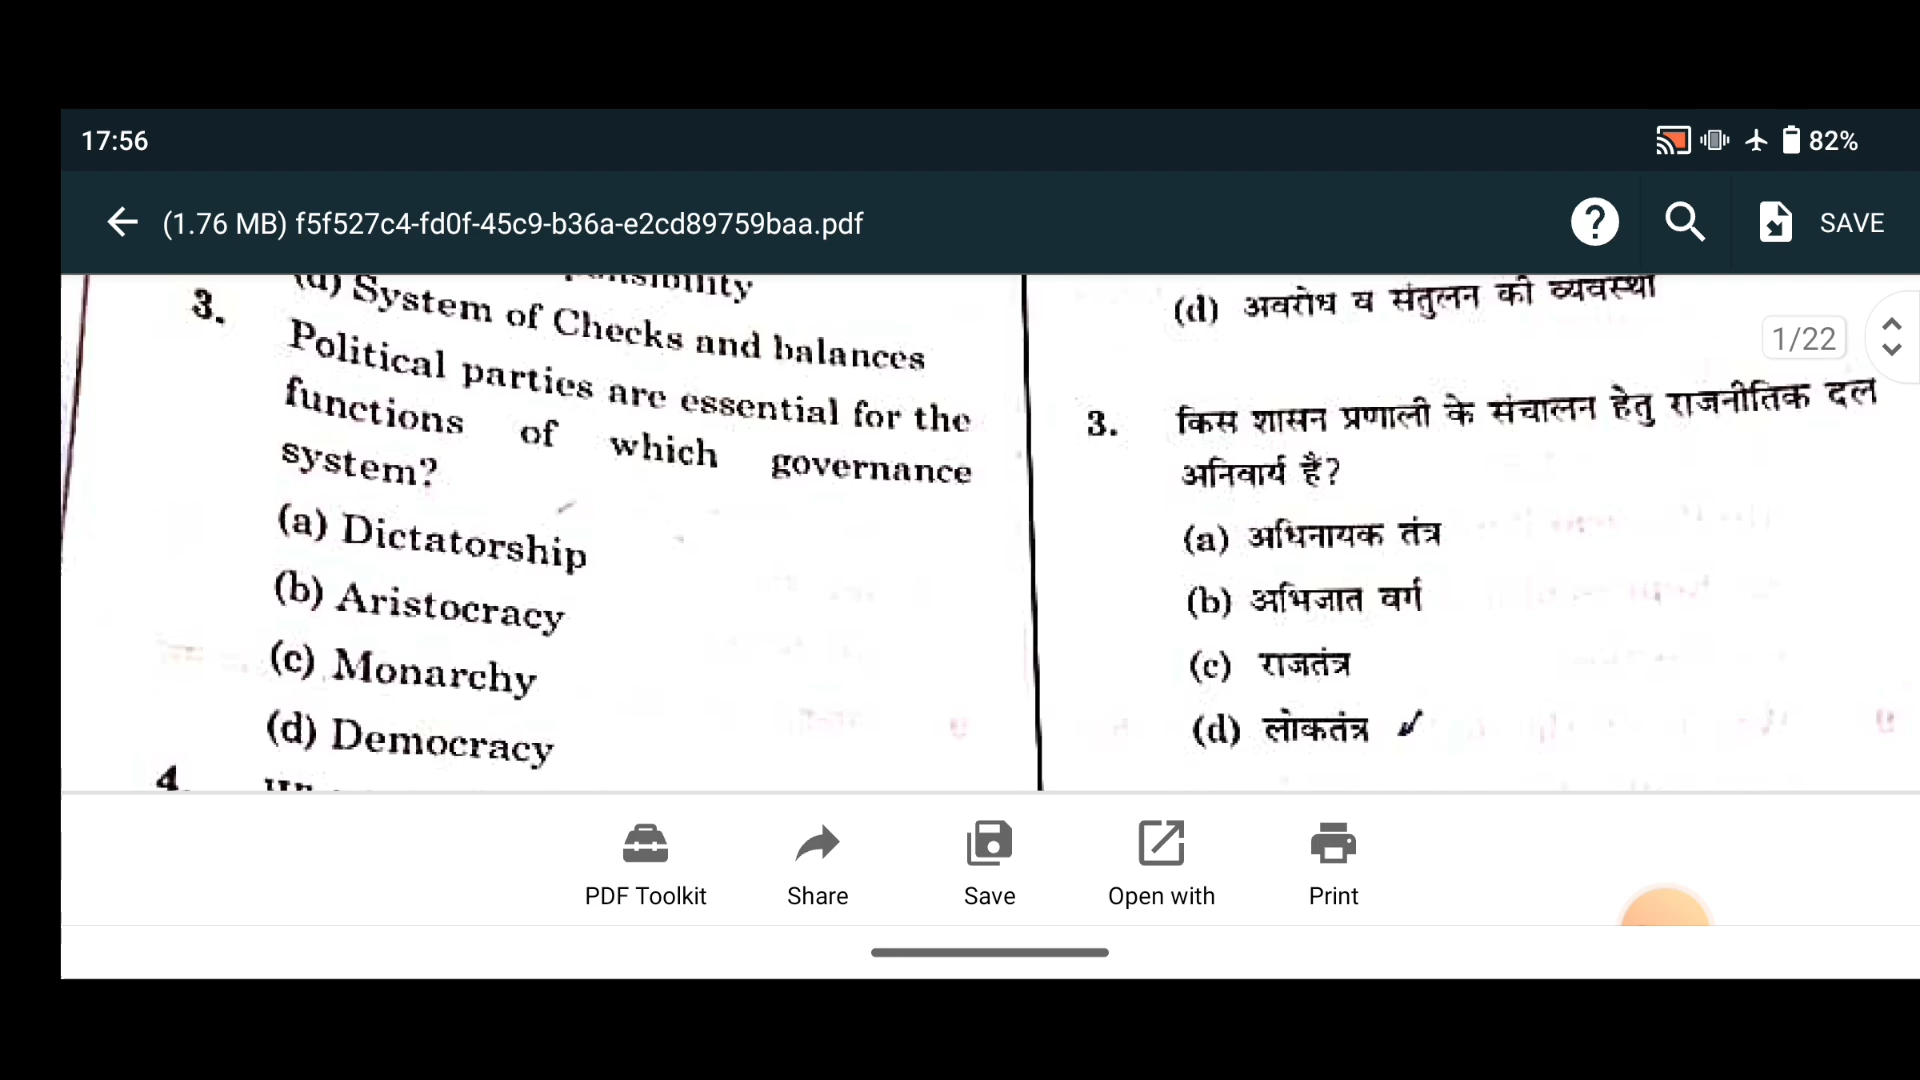 17:56
82%
(1.76 MB) f5f527c4-fd0f-45c9-b36a-e2cd89759baa.pdf
SAVE
1/22
(d) System of Checks and balances
3.
Political parties are essential for the
functions of which governance
system?
(a) Dictatorship
(b) Aristocracy
(c) Monarchy
(d) Democracy
4.
(d) अवरोध व संतुलन की व्यवस्था
3. किस शासन प्रणाली के संचालन हेतु राजनीतिक दल
अनिवार्य हैं?
(a) अधिनायक तंत्र
(b) अभिजात वर्ग
(c) राजतंत्र
(d) लोकतंत्र
PDF Toolkit
Share
Save
Open with
Print